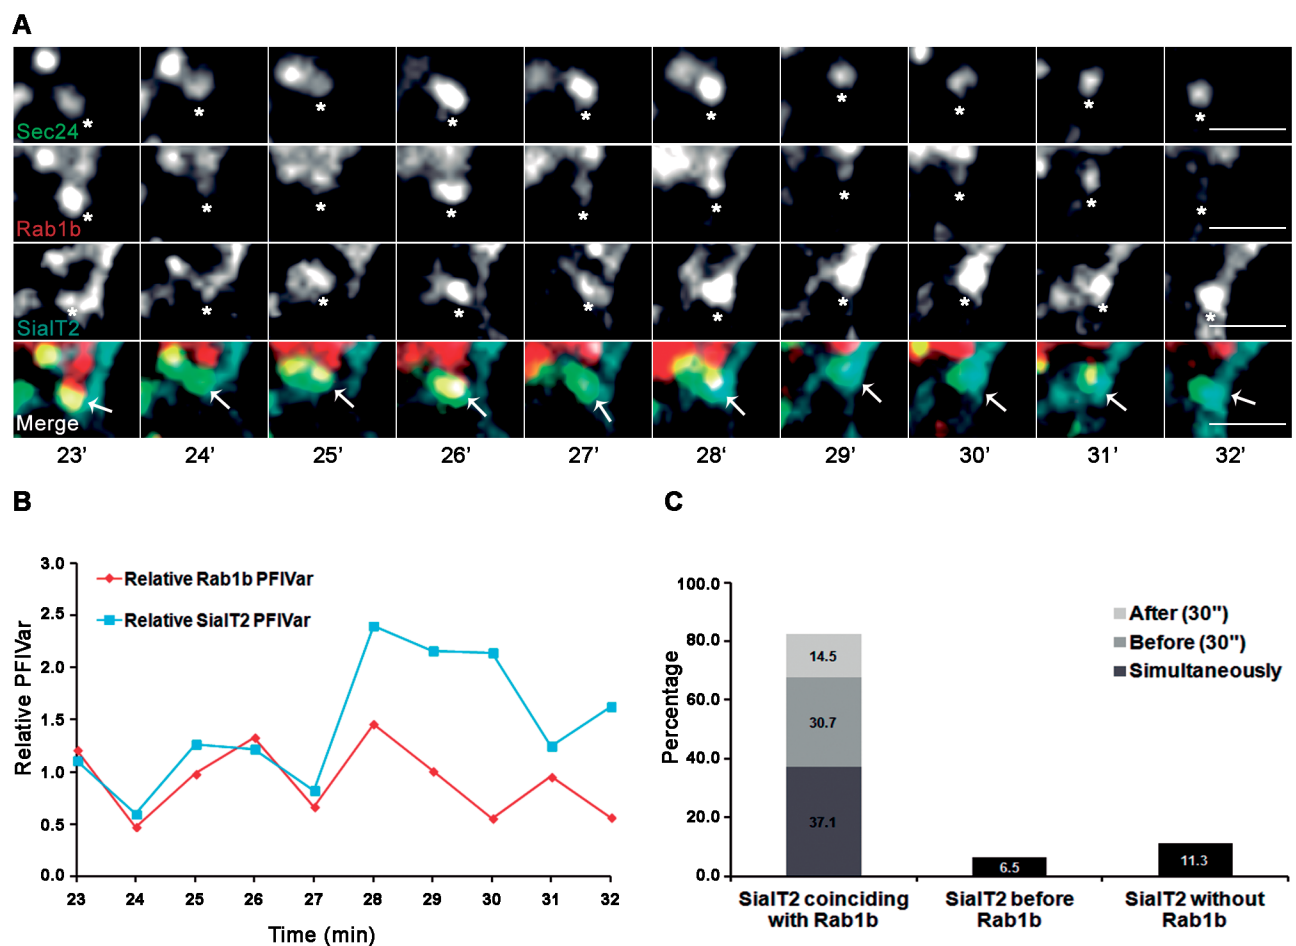 A
Sec24
Rab1b
SialT2
Merge
23' 24' 25' 26' 27' 28' 29' 30' 31' 32'
B
Relative PFIVar
3.0
2.5
2.0
1.5
1.0
0.5
0.0
Relative Rab1b PFIVar
Relative SialT2 PFIVar
23 24 25 26 27 28 29 30 31 32
Time (min)
C
Percentage
100.0
80.0
60.0
40.0
20.0
0.0
After (30")
Before (30")
Simultaneously
14.5
30.7
37.1
6.5
11.3
SialT2 coinciding
with Rab1b
SialT2 before
Rab1b
SialT2 without
Rab1b